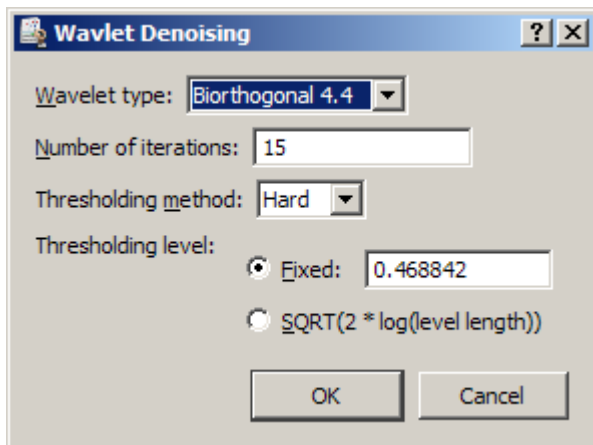 Wavlet Denoising
Wavelet type: Biorthogonal 4.4
Number of iterations: 15
Thresholding method: Hard
Thresholding level:
Fixed: 0.468842
SQRT(2 * log(level length))
OK Cancel